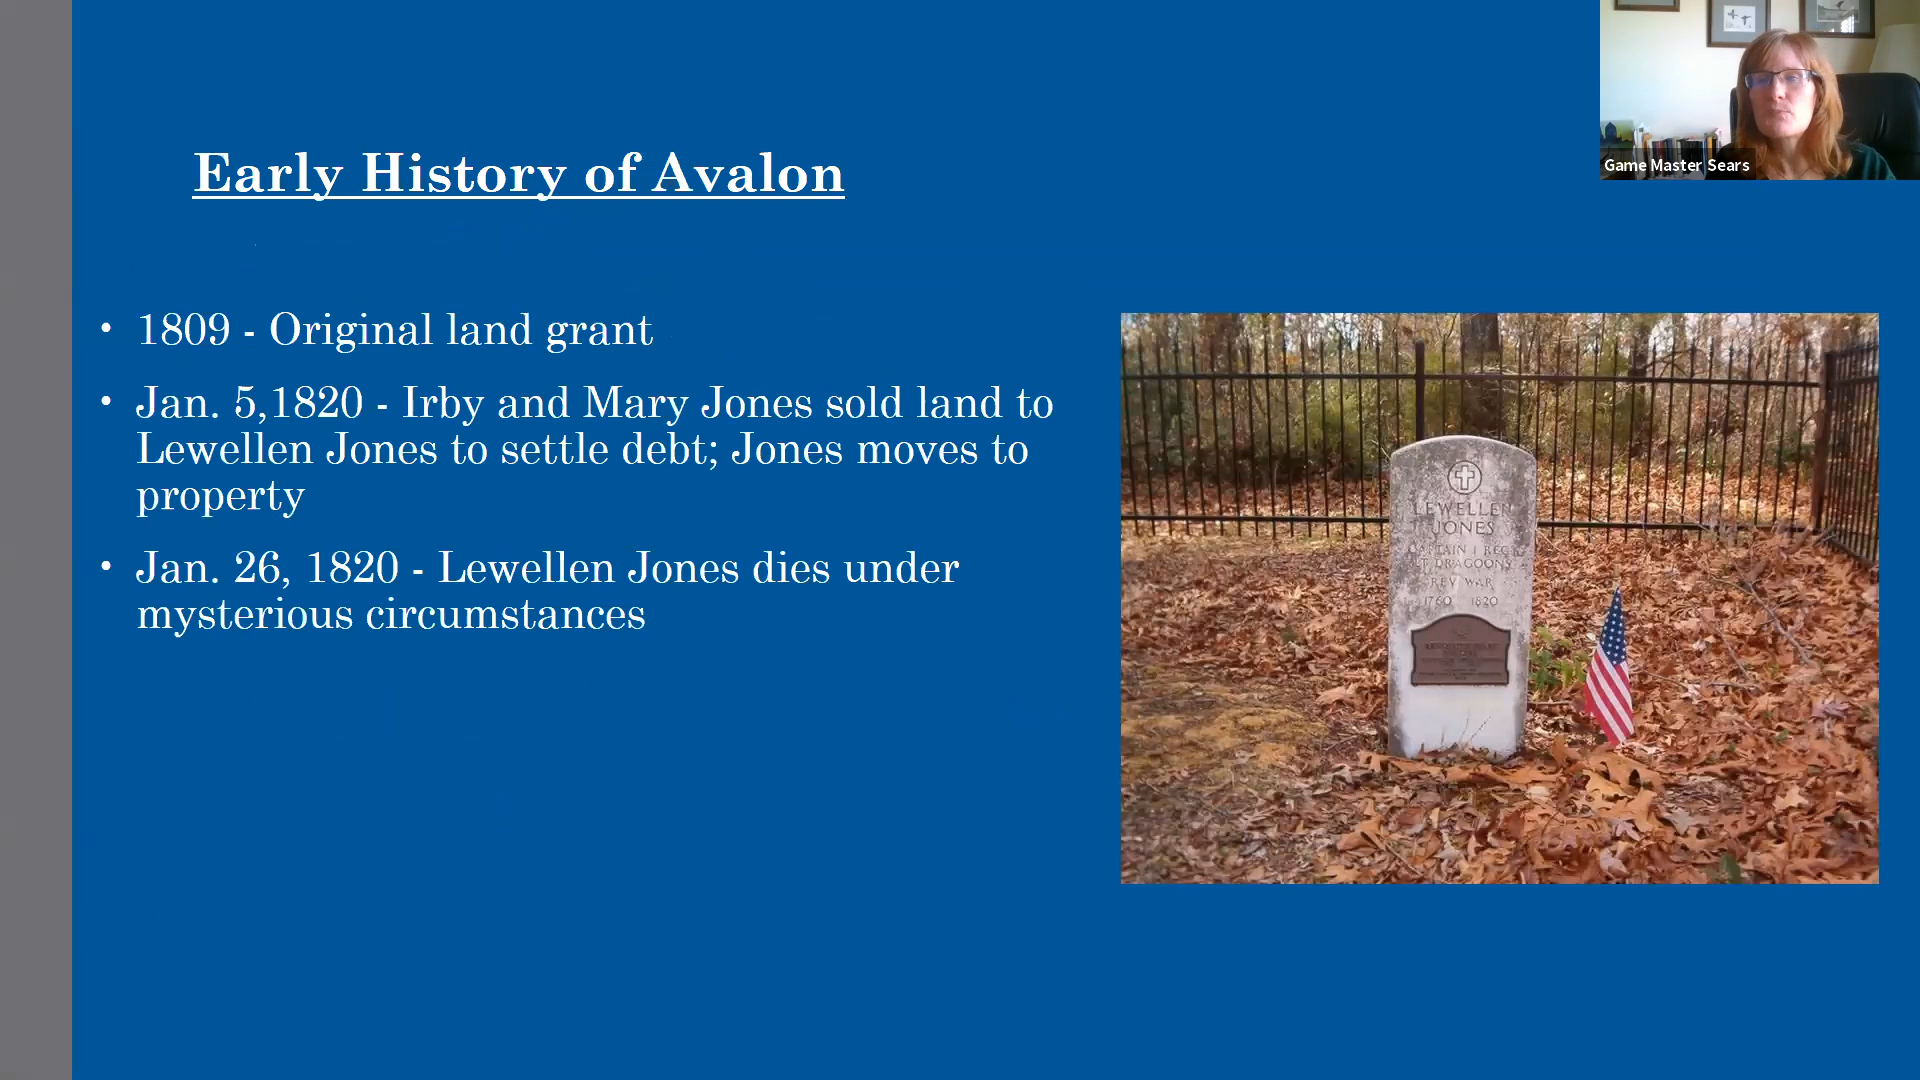 Game Master Sears
Early History of Avalon
• 1809 - Original land grant
• Jan. 5,1820 - Irby and Mary Jones sold land to
Lewellen Jones to settle debt; Jones moves to
property
• Jan. 26, 1820 - Lewellen Jones dies under
mysterious circumstances
LEWELLEN
JONES
CAPTAIN 1 REG
LT DRAGOONS
REV WAR
1760 1820